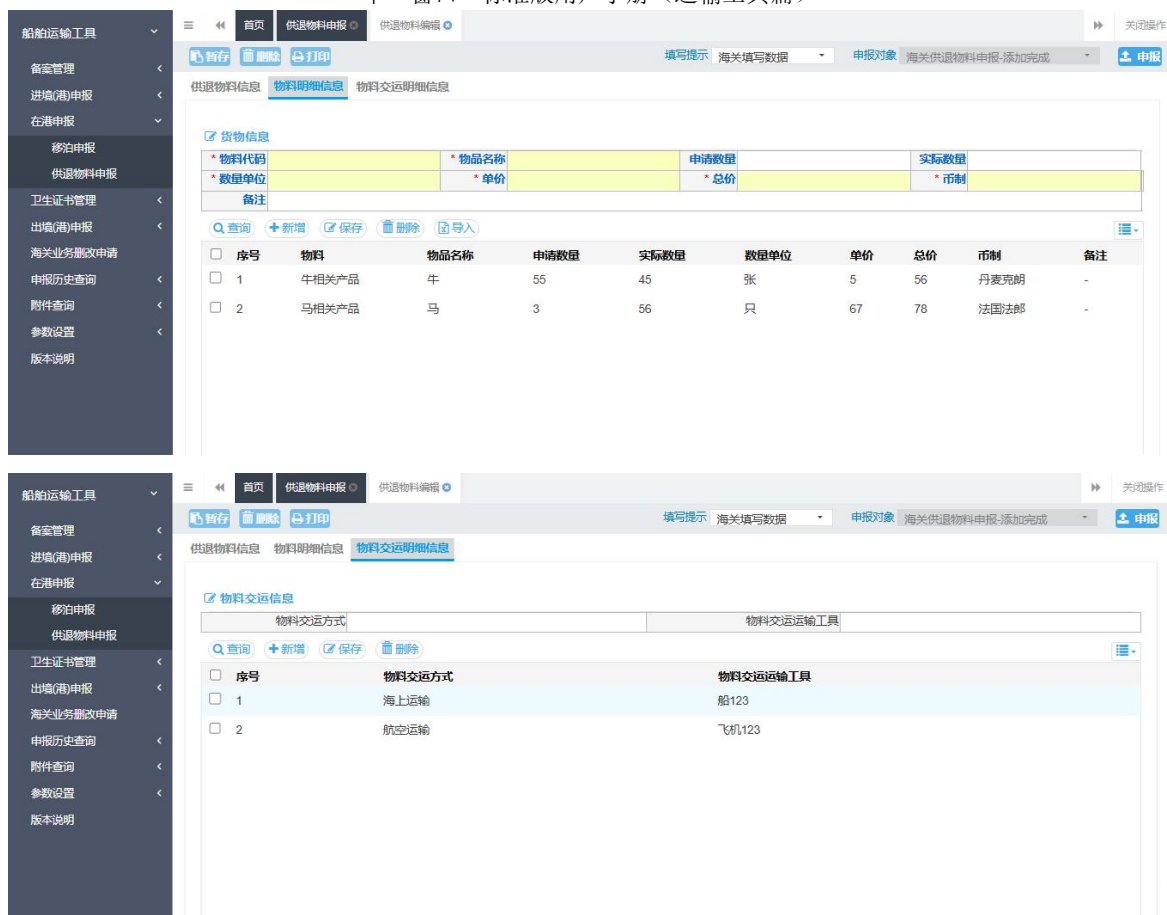 标准版用户手册（运输工具篇）
船舶运输工具
首页 供退物料申报 供退物料编辑 关闭操作
暂存 删除 打印 填写提示 海关填写数据 申报对象 海关供退物料申报-添加完成 申报
备案管理
进境(港)申报
在港申报
移泊申报
供退物料申报
卫生证书管理
出境(港)申报
海关业务删改申请
申报历史查询
附件查询
参数设置
版本说明
供退物料信息 物料明细信息 物料交运明细信息
货物信息
* 物料代码 * 物品名称 申请数量 实际数量
* 数量单位 * 单价 * 总价 * 币制
备注
查询 新增 保存 删除 导入
序号 物料 物品名称 申请数量 实际数量 数量单位 单价 总价 币制 备注
1 牛相关产品 牛 55 45 张 5 56 丹麦克朗 -
2 马相关产品 马 3 56 只 67 78 法国法郎 -
船舶运输工具
首页 供退物料申报 供退物料编辑 关闭操作
暂存 删除 打印 填写提示 海关填写数据 申报对象 海关供退物料申报-添加完成 申报
备案管理
进境(港)申报
在港申报
移泊申报
供退物料申报
卫生证书管理
出境(港)申报
海关业务删改申请
申报历史查询
附件查询
参数设置
版本说明
供退物料信息 物料明细信息 物料交运明细信息
物料交运信息
物料交运方式 物料交运运输工具
查询 新增 保存 删除
序号 物料交运方式 物料交运运输工具
1 海上运输 船123
2 航空运输 飞机123